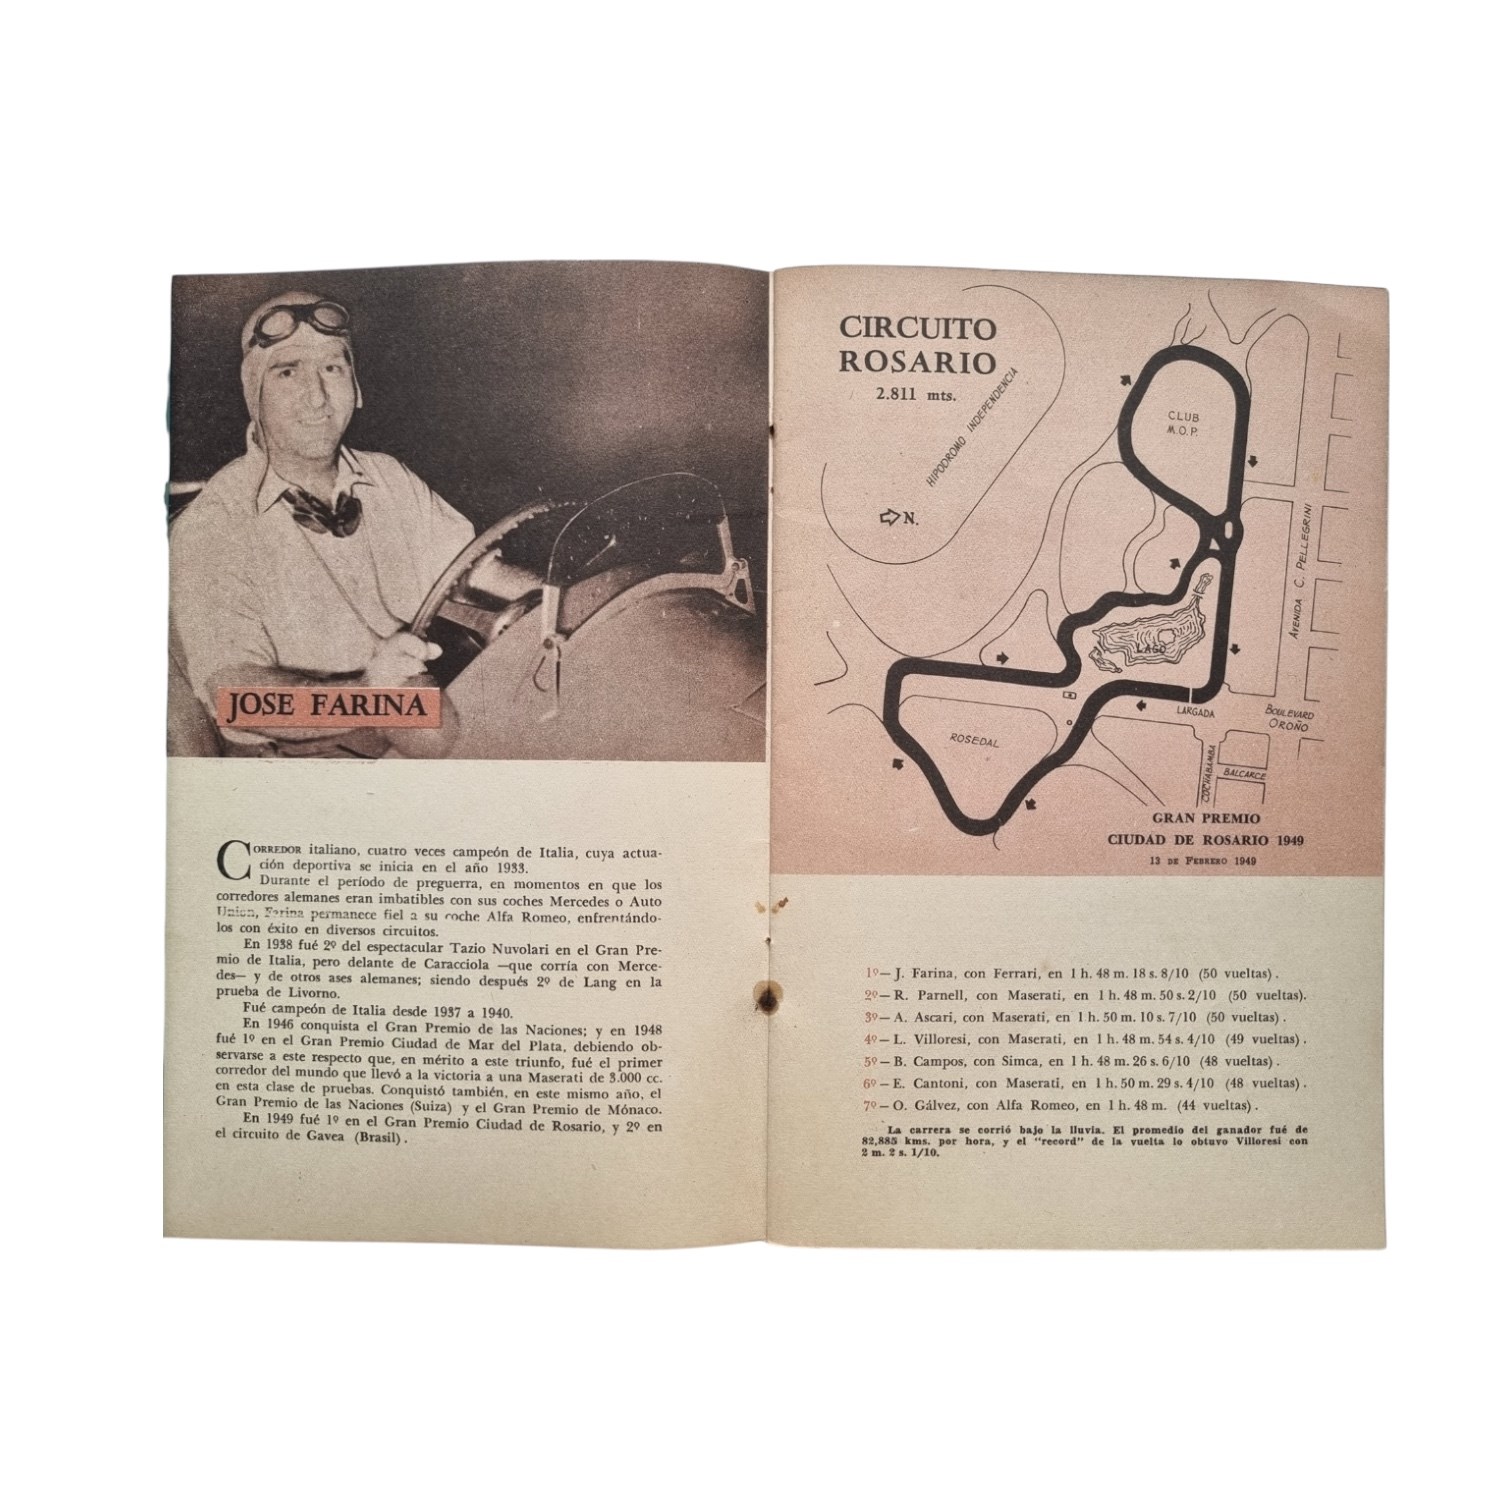 JOSE FARINA
CORREDOR italiano, cuatro veces campeón de Italia, cuya actua-
ción deportiva se inicia en el año 1933.
Durante el período de preguerra, en momentos en que los
corredores alemanes eran imbatibles con sus coches Mercedes o Auto
Union, Farina permanece fiel a su coche Alfa Romeo, enfrentándo-
los con éxito en diversos circuitos.
En 1938 fué 2º del espectacular Tazio Nuvolari en el Gran Pre-
mio de Italia, pero delante de Caracciola —que corría con Merce-
des— y de otros ases alemanes; siendo después 2º de Lang en la
prueba de Livorno.
Fué campeón de Italia desde 1937 a 1940.
En 1946 conquista el Gran Premio de las Naciones; y en 1948
fué 1º en el Gran Premio Ciudad de Mar del Plata, debiendo ob-
servarse a este respecto que, en mérito a este triunfo, fué el primer
corredor del mundo que llevó a la victoria a una Maserati de 3.000 cc.
en esta clase de pruebas. Conquistó también, en este mismo año, el
Gran Premio de las Naciones (Suiza) y el Gran Premio de Mónaco.
En 1949 fué 1º en el Gran Premio Ciudad de Rosario, y 2º en
el circuito de Gavea (Brasil).
CIRCUITO
ROSARIO
2.811 mts.
HIPODROMO INDEPENDENCIA
N.
CLUB
M.O.P.
AVENIDA C. PELLEGRINI
LAGO
LARGADA
BOULEVARD
OROÑO
ROSEDAL
COCHABAMBA
BALCARCE
GRAN PREMIO
CIUDAD DE ROSARIO 1949
13 DE FEBRERO 1949
1º— J. Farina, con Ferrari, en 1 h. 48 m. 18 s. 8/10 (50 vueltas).
2º— R. Parnell, con Maserati, en 1 h. 48 m. 50 s. 2/10 (50 vueltas).
3º— A. Ascari, con Maserati, en 1 h. 50 m. 10 s. 7/10 (50 vueltas).
4º— L. Villoresi, con Maserati, en 1 h. 48 m. 54 s. 4/10 (49 vueltas).
5º— B. Campos, con Simca, en 1 h. 48 m. 26 s. 6/10 (48 vueltas).
6º— E. Cantoni, con Maserati, en 1 h. 50 m. 29 s. 4/10 (48 vueltas).
7º— O. Gálvez, con Alfa Romeo, en 1 h. 48 m. (44 vueltas).
La carrera se corrió bajo la lluvia. El promedio del ganador fué de
82,885 kms. por hora, y el "record" de la vuelta lo obtuvo Villoresi con
2 m. 2 s. 1/10.